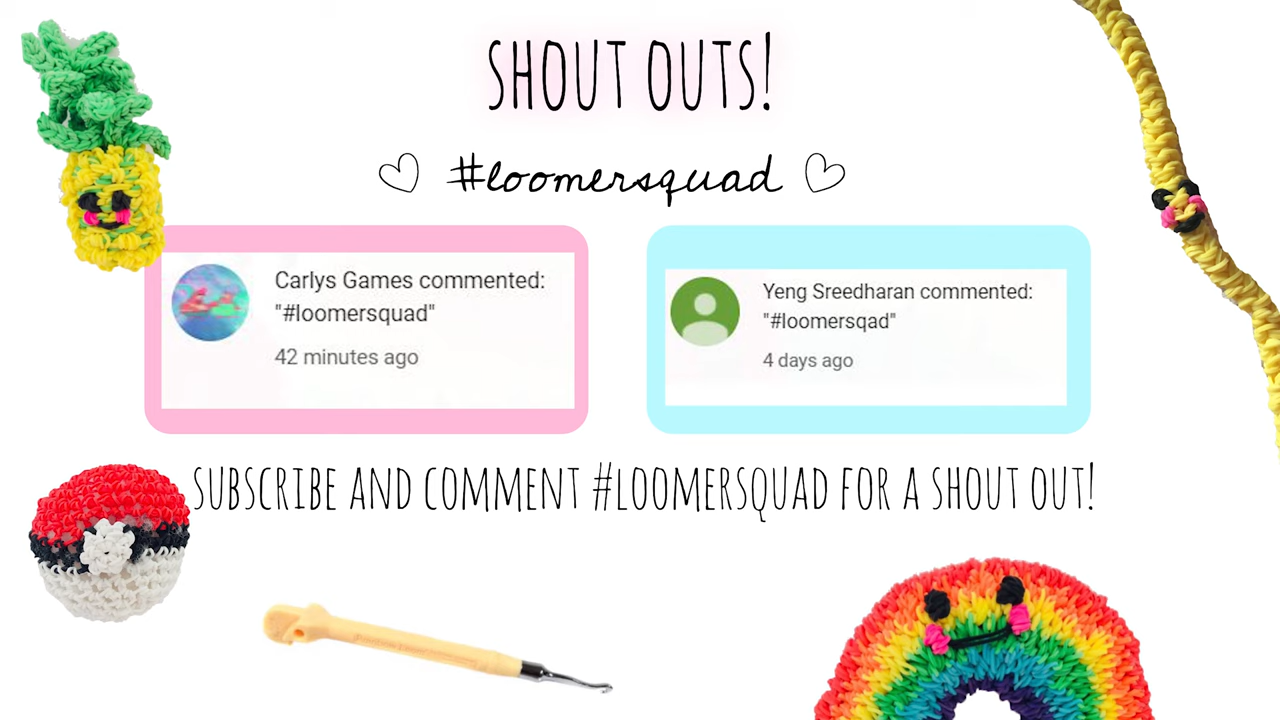 SHOUT OUTS!
#loomersquad
Carlys Games commented:
"#loomersquad"
42 minutes ago
Yeng Sreedharan commented:
"#loomersqad"
4 days ago
SUBSCRIBE AND COMMENT #LOOMERSQUAD FOR A SHOUT OUT!